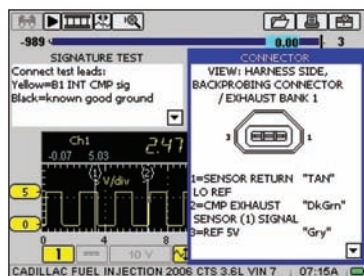 -989
0.00
3
SIGNATURE TEST
Connect test leads:
Yellow=B1 INT CMP sig
Black=known good ground
Ch1
2.47
-0.07 5.03
1 2
V/div
5
0
0 4 8
1
10 V
CONNECTOR
VIEW: HARNESS SIDE,
BACKPROBING CONNECTOR
/EXHAUST BANK 1
3 1
1=SENSOR RETURN "TAN"
LO REF
2=CMP EXHAUST "DkGrn"
SENSOR (1) SIGNAL
3=REF 5V "Gry"
CADILLAC FUEL INJECTION 2006 CTS 3.6L VIN 7 07:15A